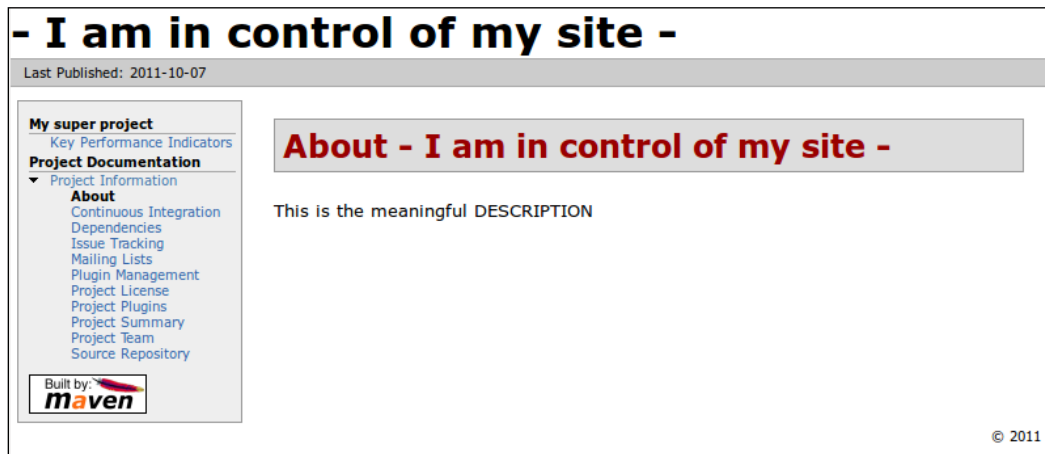 - I am in control of my site -
Last Published: 2011-10-07
My super project
Key Performance Indicators
Project Documentation
Project Information
About
Continuous Integration
Dependencies
Issue Tracking
Mailing Lists
Plugin Management
Project License
Project Plugins
Project Summary
Project Team
Source Repository
Built by:
maven
About - I am in control of my site -
This is the meaningful DESCRIPTION
© 2011